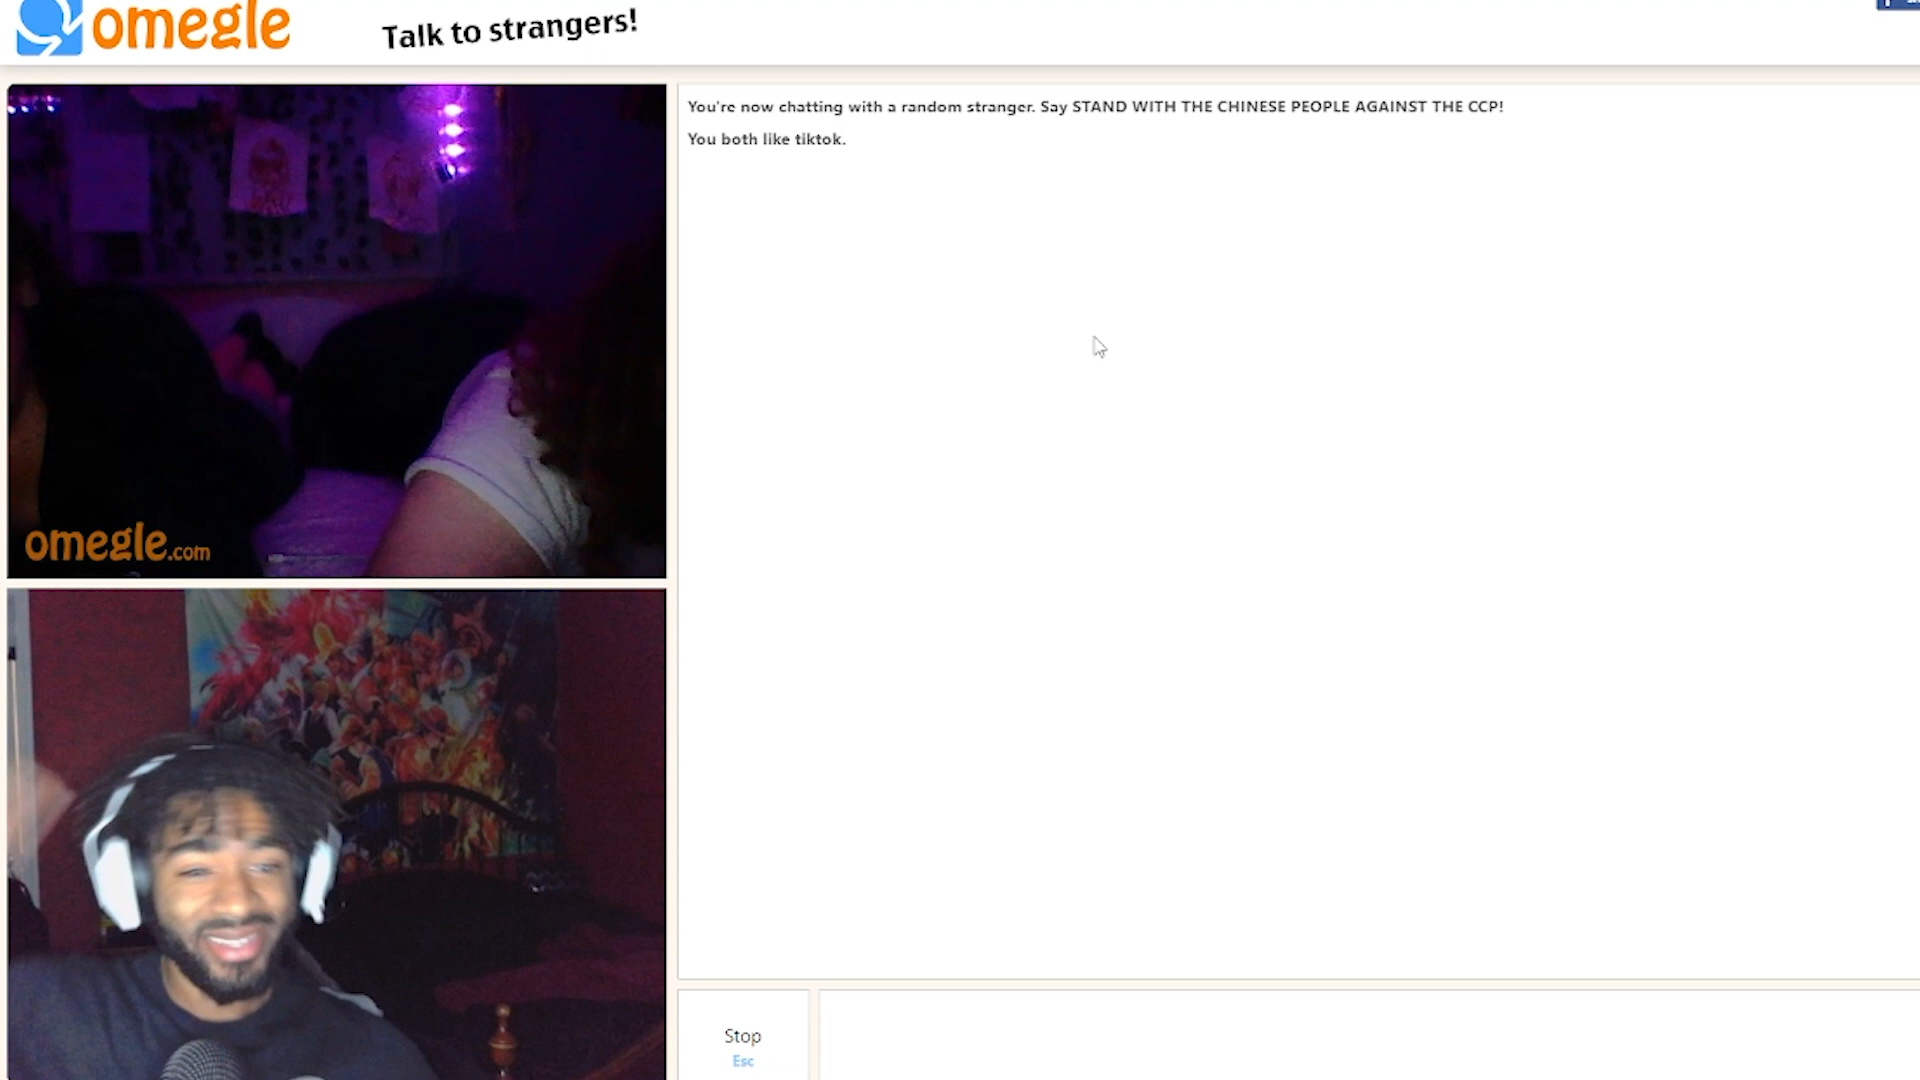 omegle
Talk to strangers!
You're now chatting with a random stranger. Say STAND WITH THE CHINESE PEOPLE AGAINST THE CCP!
You both like tiktok.
omegle.com
Stop
Esc